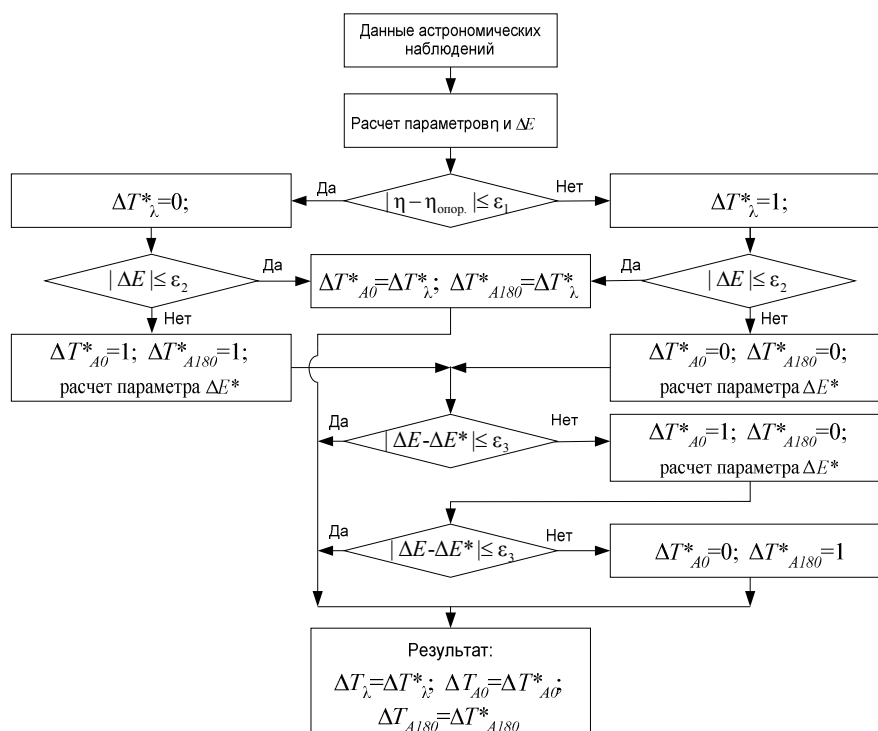 Данные астрономических
наблюдений
Расчет параметровη и ΔE
Да
| η − η опор. |≤ ε1
Нет
ΔT*λ=0;
ΔT*λ=1;
| ΔE |≤ ε2
Да
ΔT*A0=ΔT*λ; ΔT*A180=ΔT*λ
Да
| ΔE |≤ ε2
Нет
Нет
ΔT*A0=1; ΔT*A180=1;
расчет параметра ΔE*
ΔT*A0=0; ΔT*A180=0;
расчет параметра ΔE*
Да
| ΔE-ΔE* |≤ ε3
Нет
ΔT*A0=1; ΔT*A180=0;
расчет параметра ΔE*
Да
| ΔE-ΔE* |≤ ε3
Нет
ΔT*A0=0; ΔT*A180=1
Результат:
ΔTλ=ΔT*λ; ΔTA0=ΔT*A0;
ΔTA180=ΔT*A180